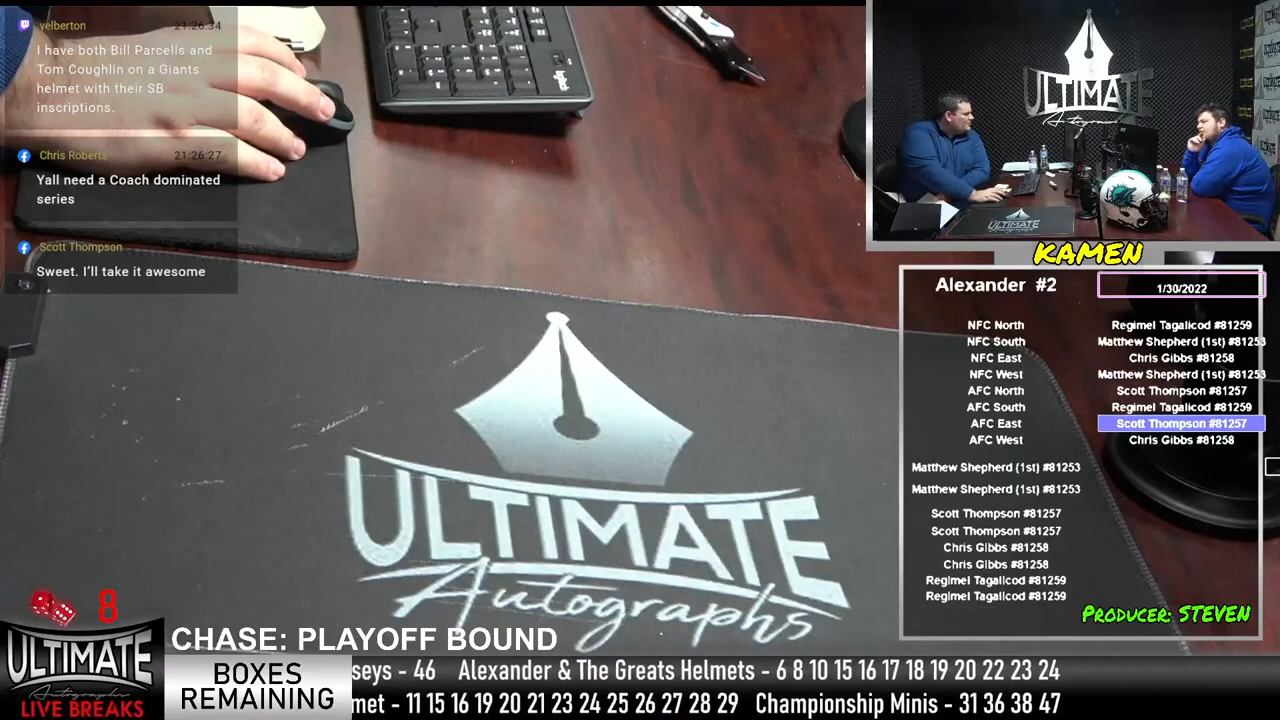 yelberton 21:26:34
I have both Bill Parcells and
Tom Coughlin on a Giants
helmet with their SB
inscriptions.
Chris Roberts 21:26:27
Yall need a Coach dominated
series
Scott Thompson
Sweet. I'll take it awesome
logitech
ULTIMATE
Autographs
ULTIMATE
Autographs
KAMEN
Alexander #2 1/30/2022
NFC North Regimel Tagalicod #81259
NFC South Matthew Shepherd (1st) #81253
NFC East Chris Gibbs #81258
NFC West Matthew Shepherd (1st) #81253
AFC North Scott Thompson #81257
AFC South Regimel Tagalicod #81259
AFC East Scott Thompson #81257
AFC West Chris Gibbs #81258
Matthew Shepherd (1st) #81253
Matthew Shepherd (1st) #81253
Scott Thompson #81257
Scott Thompson #81257
Chris Gibbs #81258
Chris Gibbs #81258
Regimel Tagalicod #81259
Regimel Tagalicod #81259
PRODUCER: STEVEN
ULTIMATE
Autographs
8
ULTIMATE
Autographs
LIVE BREAKS
CHASE: PLAYOFF BOUND
BOXES
REMAINING
seys - 46 Alexander & The Greats Helmets - 6 8 10 15 16 17 18 19 20 22 23 24
met - 11 15 16 19 20 21 23 24 25 26 27 28 29 Championship Minis - 31 36 38 47